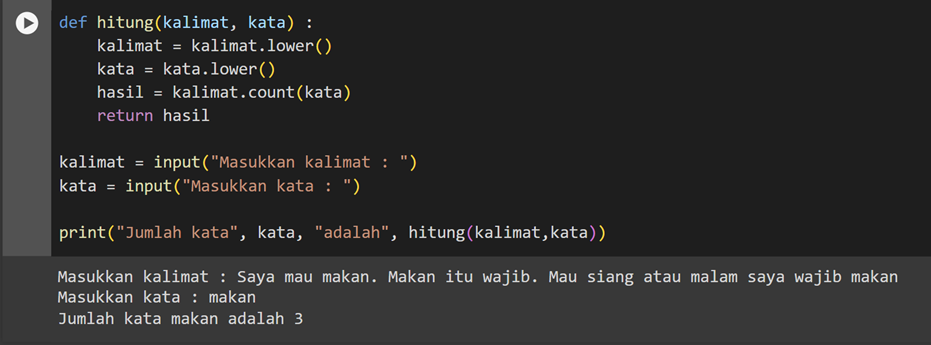 def hitung(kalimat, kata) :
    kalimat = kalimat.lower()
    kata = kata.lower()
    hasil = kalimat.count(kata)
    return hasil
kalimat = input("Masukkan kalimat : ")
kata = input("Masukkan kata : ")
print("Jumlah kata", kata, "adalah", hitung(kalimat,kata))
Masukkan kalimat : Saya mau makan. Makan itu wajib. Mau siang atau malam saya wajib makan
Masukkan kata : makan
Jumlah kata makan adalah 3